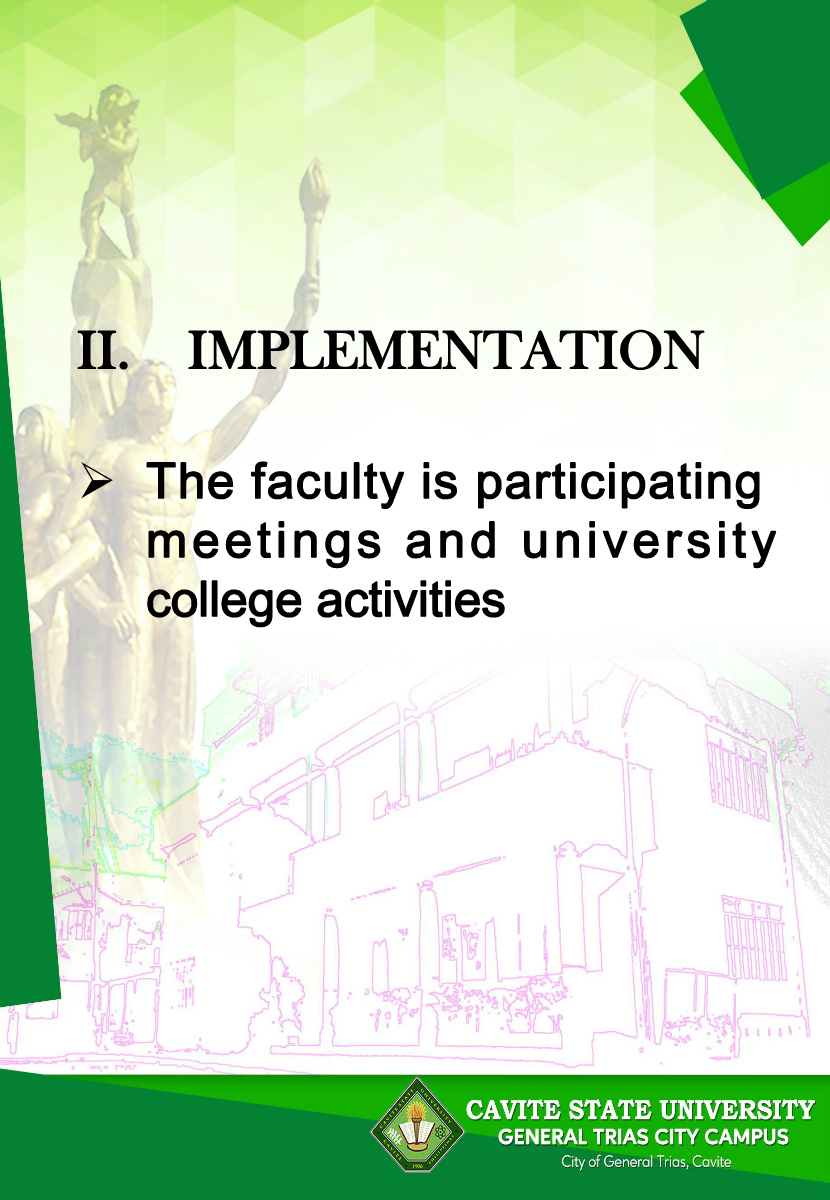 II. IMPLEMENTATION
➢ The faculty is participating
meetings and university
college activities
CAVITE STATE UNIVERSITY
GENERAL TRIAS CITY CAMPUS
City of General Trias, Cavite
1906